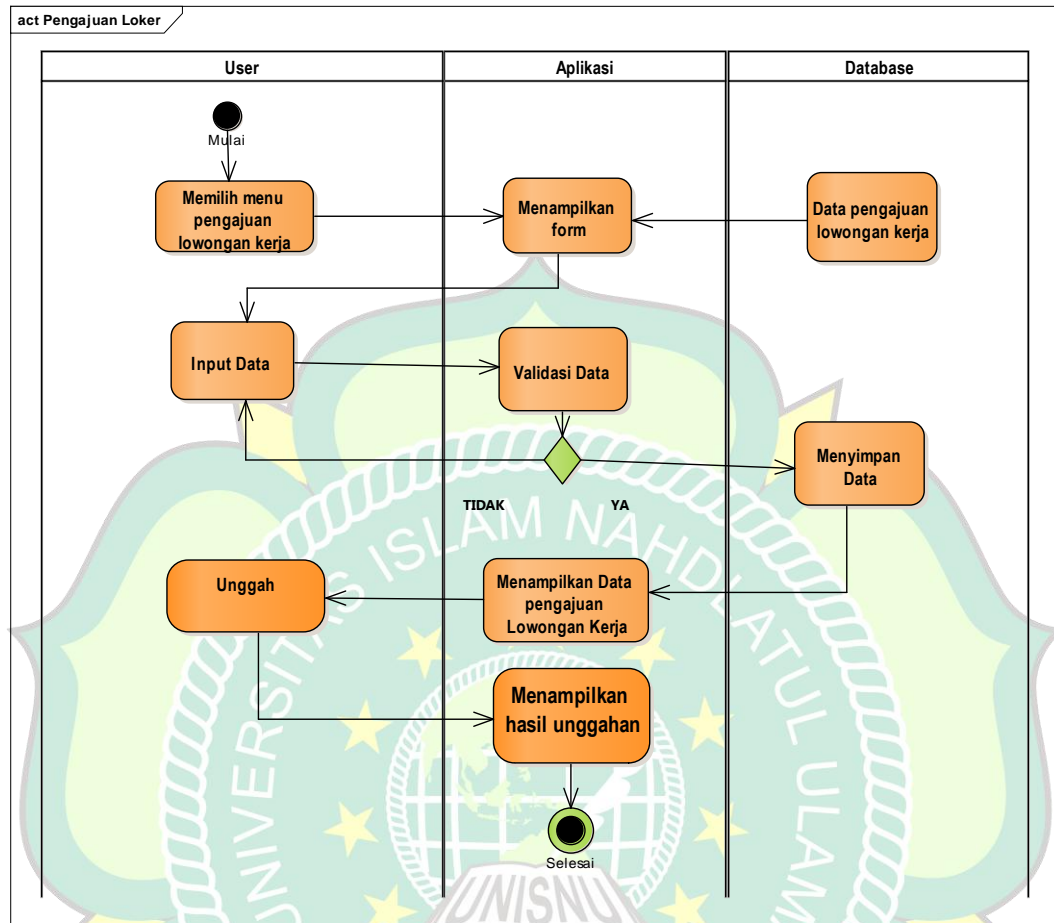 act Pengajuan Loker
User
Aplikasi
Database
Mulai
Memilih menu
pengajuan
lowongan kerja
Menampilkan
form
Data pengajuan
lowongan kerja
Input Data
Validasi Data
Menyimpan
Data
TIDAK
YA
Unggah
Menampilkan Data
pengajuan
Lowongan Kerja
Menampilkan
hasil unggahan
Selesai
UNIVERSITAS ISLAM NAHDLATUL ULAMA
UNISNU